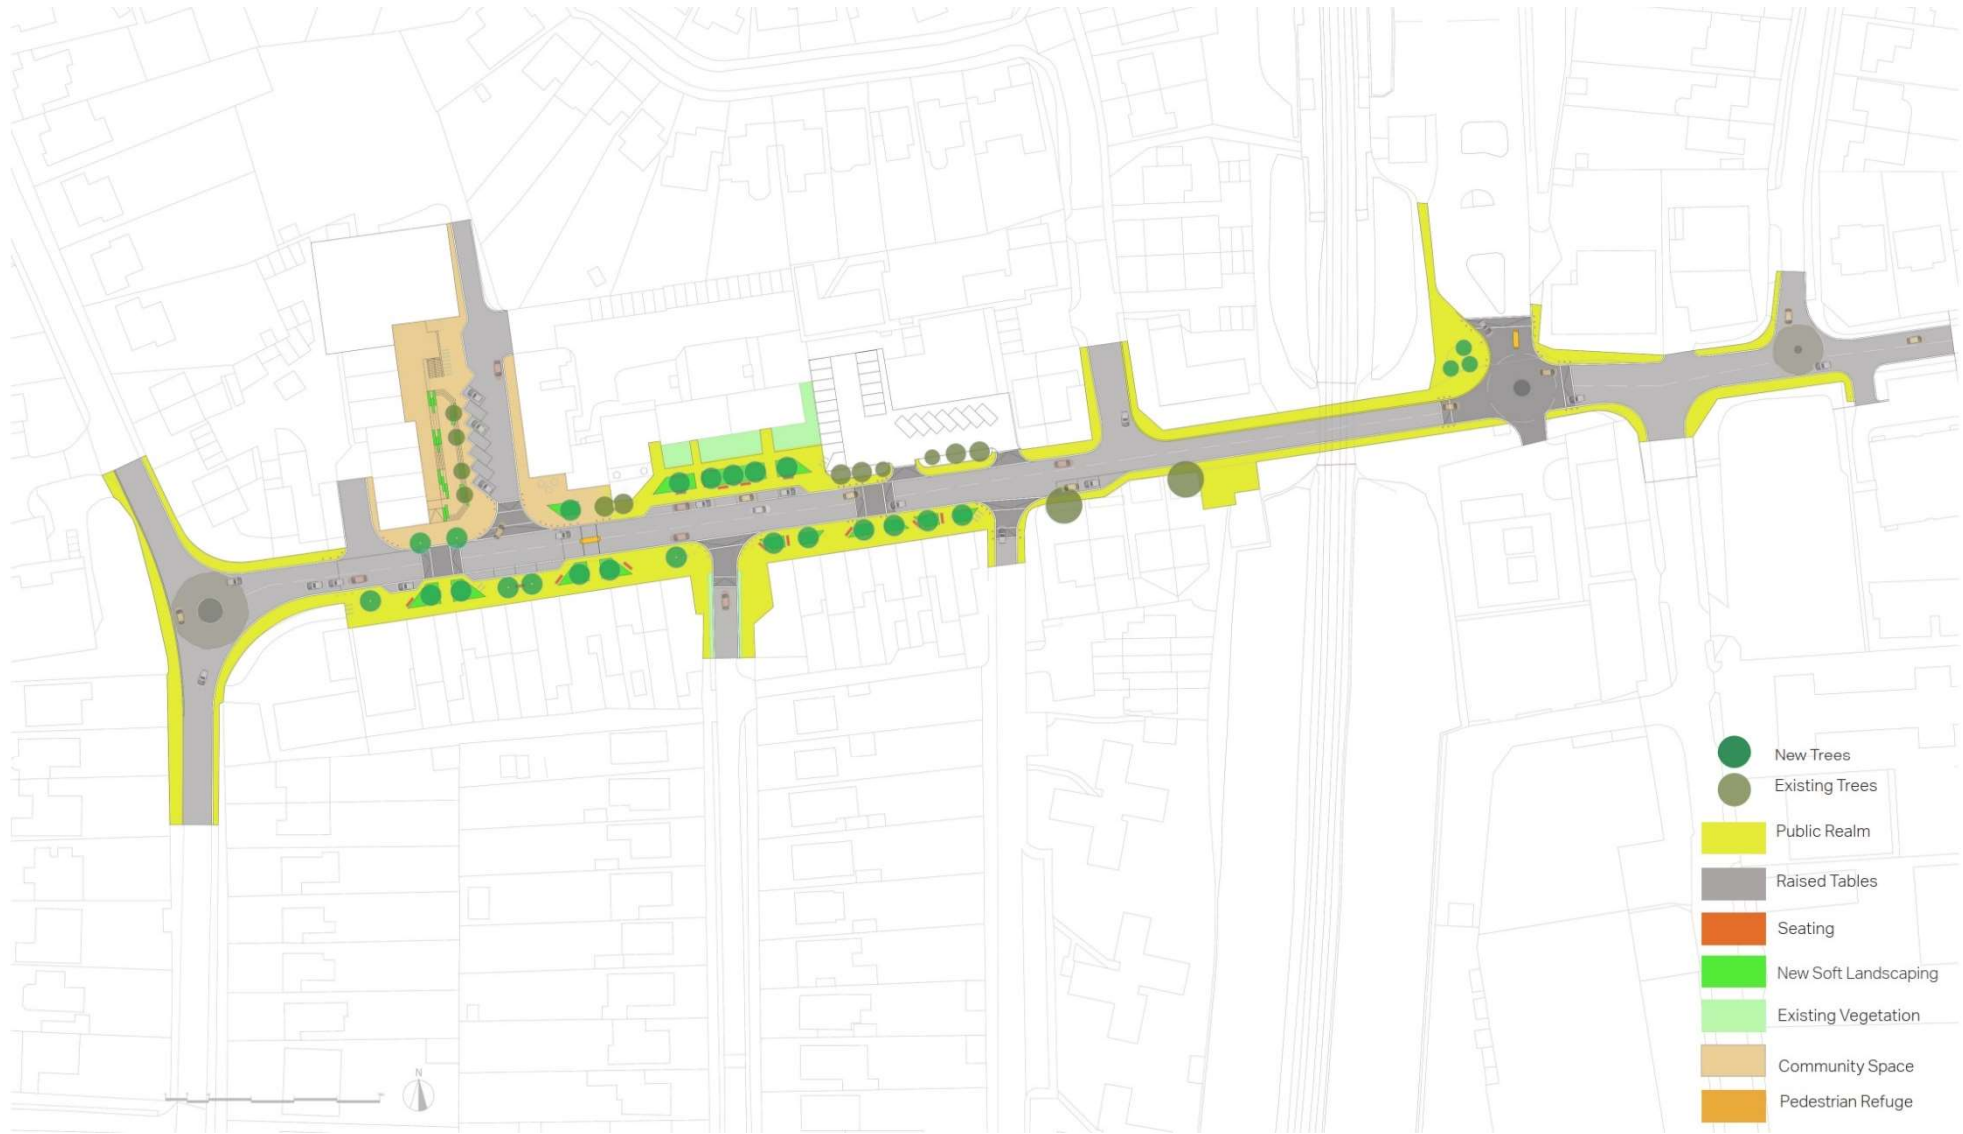 New Trees
Existing Trees
Public Realm
Raised Tables
Seating
New Soft Landscaping
Existing Vegetation
N
Community Space
Pedestrian Refuge